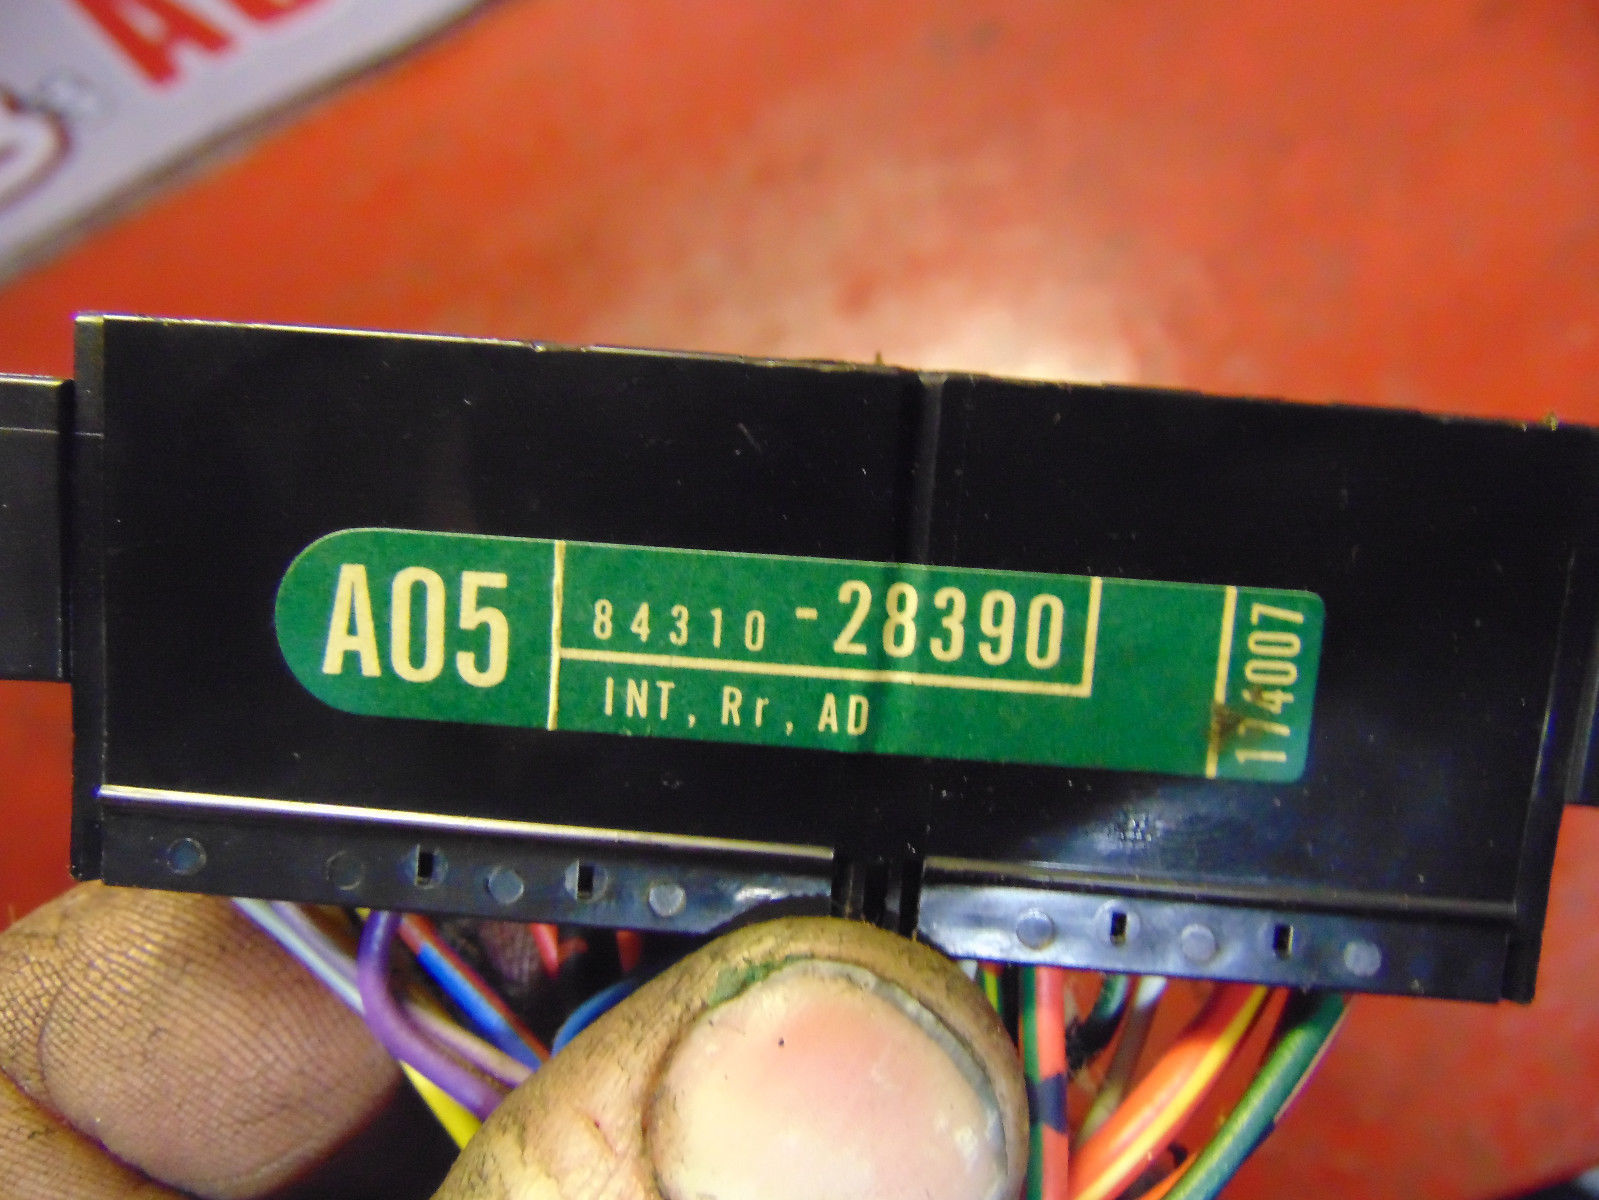 A05
84310 -28390
INT, Rr, AD
174007